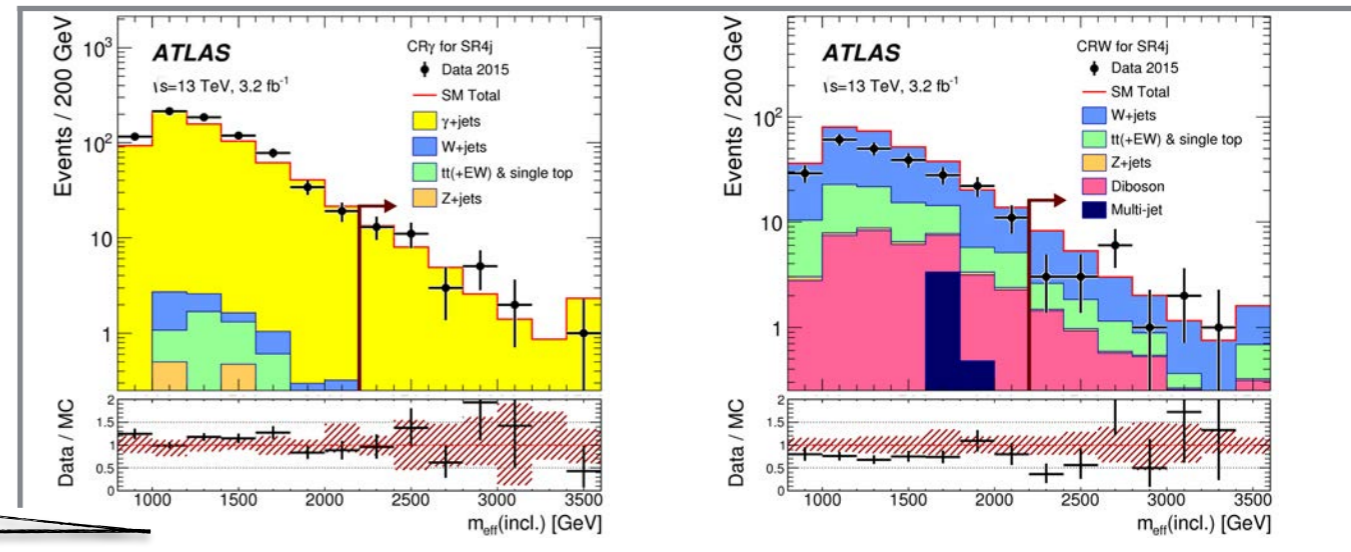 Events / 200 GeV
10³
10²
10
1
ATLAS
√s=13 TeV, 3.2 fb⁻¹
CRγ for SR4j
Data 2015
SM Total
γ+jets
W+jets
tt(+EW) & single top
Z+jets
Data / MC
2
1.5
1
0.5
0
1000 1500 2000 2500 3000 3500
m_eff(incl.) [GeV]
Events / 200 GeV
10²
10
1
ATLAS
√s=13 TeV, 3.2 fb⁻¹
CRW for SR4j
Data 2015
SM Total
W+jets
tt(+EW) & single top
Z+jets
Diboson
Multi-jet
Data / MC
2
1.5
1
0.5
0
1000 1500 2000 2500 3000 3500
m_eff(incl.) [GeV]